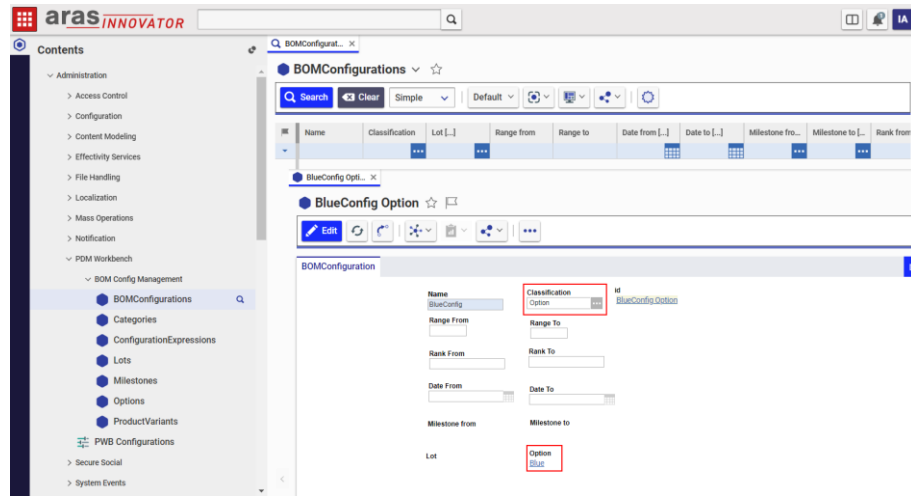 aras INNOVATOR
IA
Contents
BOMConfigurat... ×
Administration
BOMConfigurations
Access Control
Search Clear Simple Default
Configuration
Content Modeling
Name Classification Lot [...] Range from Range to Date from [...] Date to [...] Milestone fro... Milestone to [... Rank from
Effectivity Services
File Handling
BlueConfig Opti... ×
Localization
BlueConfig Option
Mass Operations
Edit
Notification
PDM Workbench
BOMConfiguration
BOM Config Management
BOMConfigurations
Categories
ConfigurationExpressions
Lots
Milestones
Options
ProductVariants
PWB Configurations
Secure Social
System Events
Name Classification id
BlueConfig Option BlueConfig Option
Range From Range To
Rank From Rank To
Date From Date To
Milestone from Milestone to
Lot Option
Blue